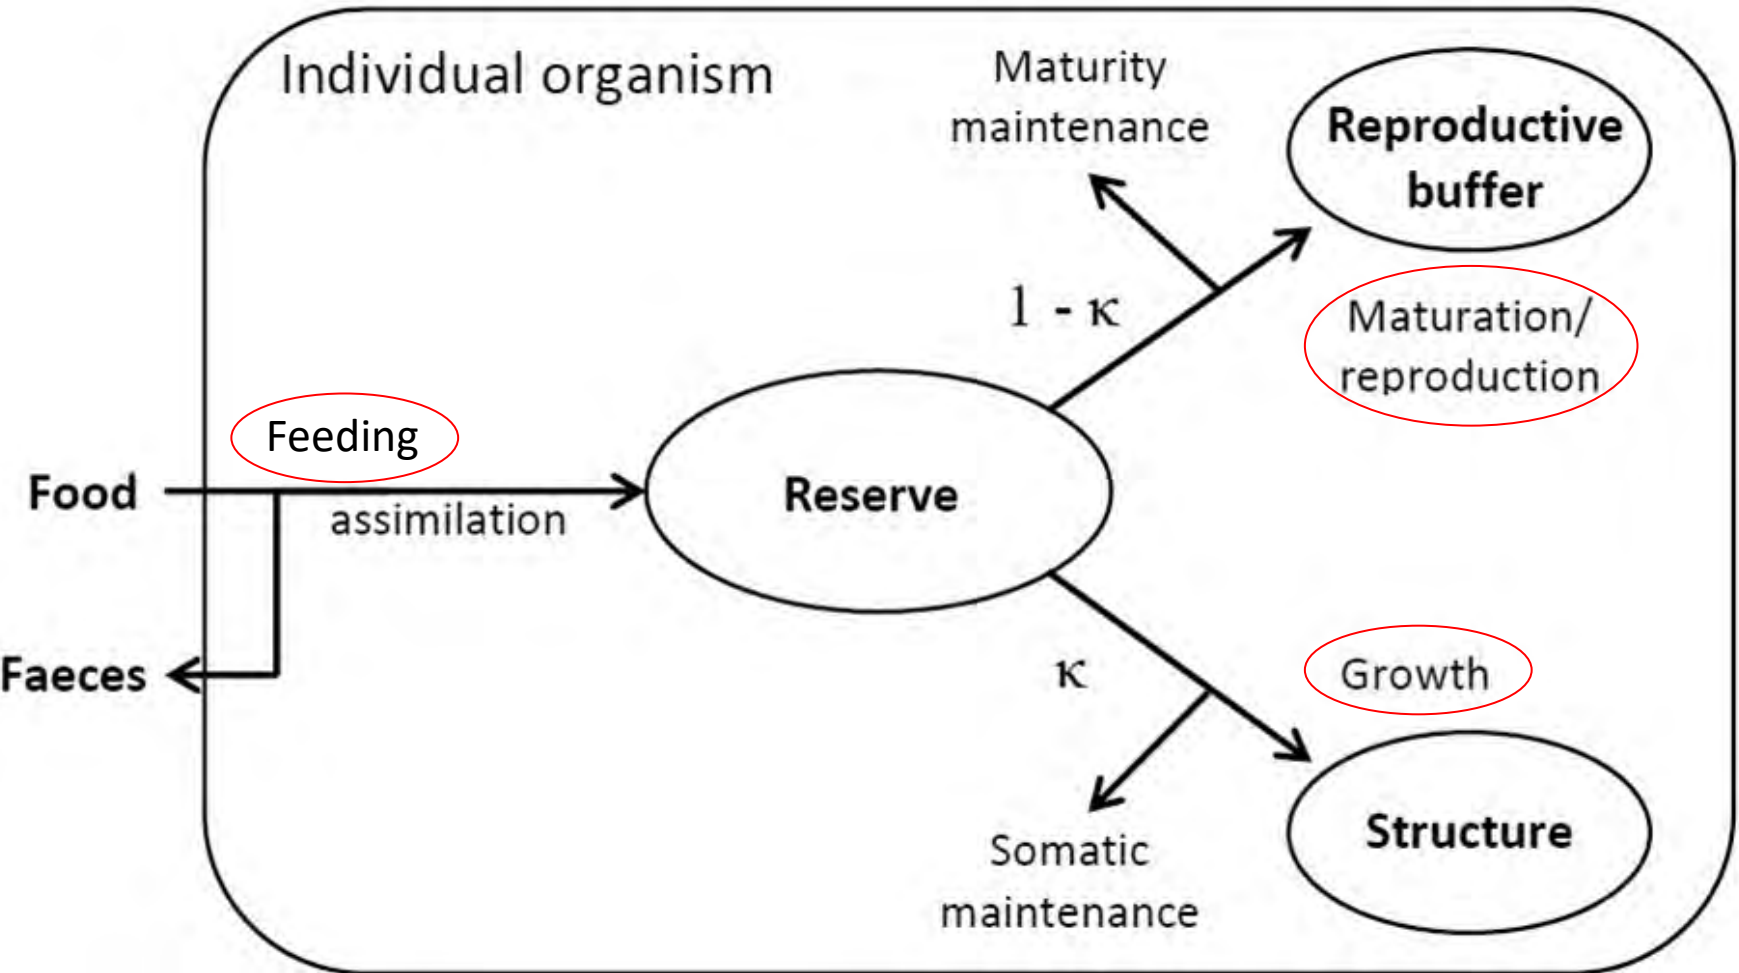 Individual organism
Maturity
maintenance
Reproductive
buffer
1 - κ
Maturation/
reproduction
Feeding
Food
assimilation
Reserve
Faeces
κ
Growth
Structure
Somatic
maintenance